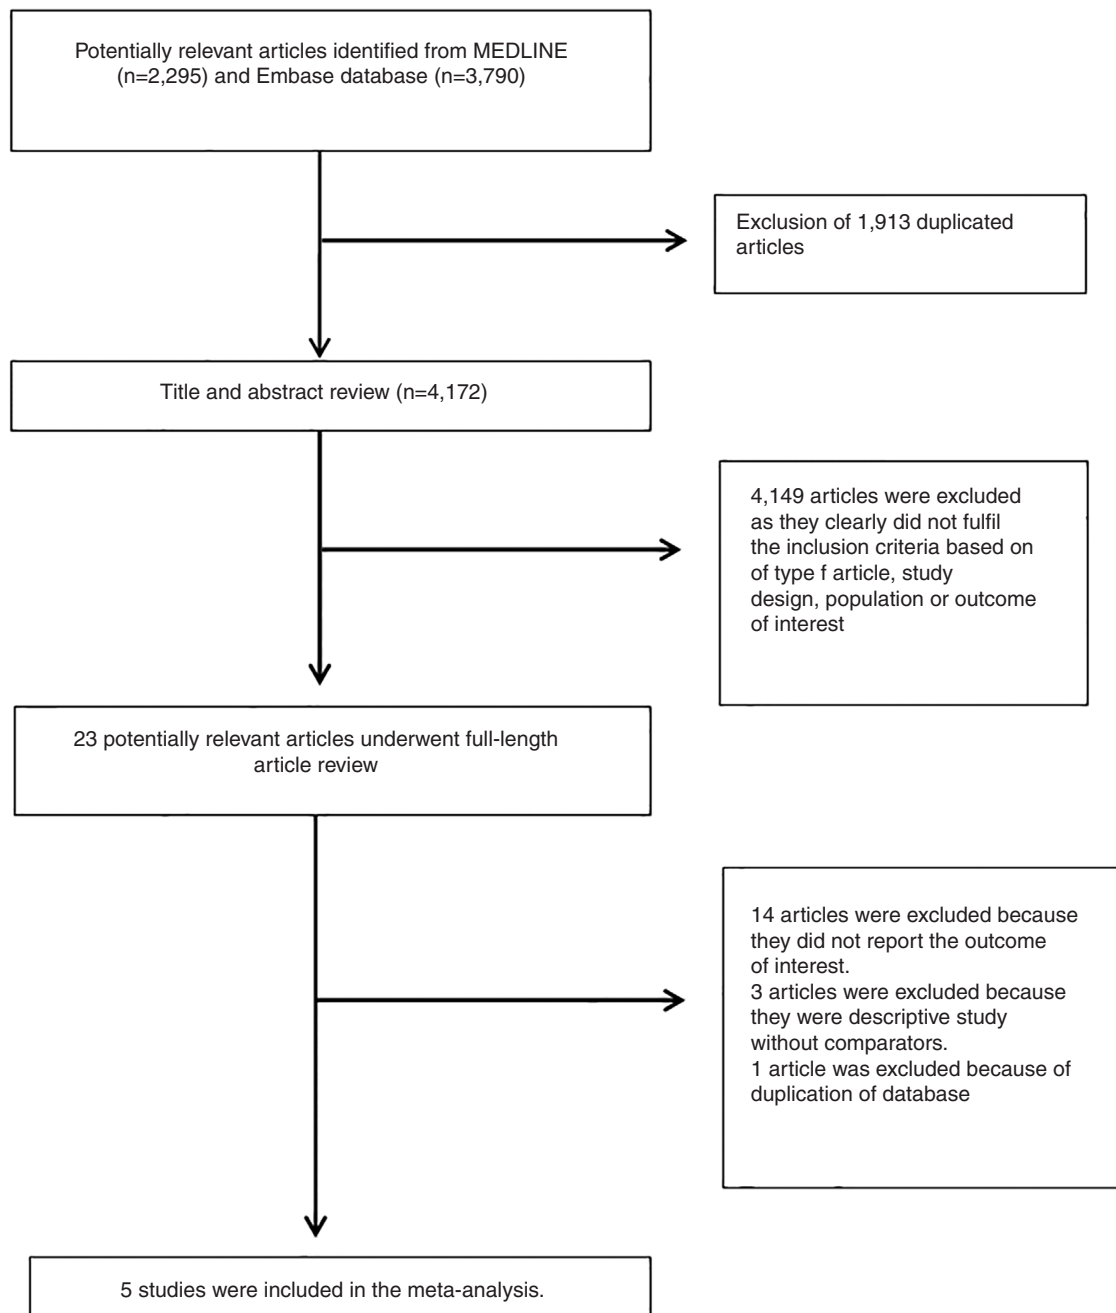 Potentially relevant articles identified from MEDLINE
(n=2,295) and Embase database (n=3,790)
Exclusion of 1,913 duplicated
articles
Title and abstract review (n=4,172)
4,149 articles were excluded
as they clearly did not fulfil
the inclusion criteria based on
of type f article, study
design, population or outcome
of interest
23 potentially relevant articles underwent full-length
article review
14 articles were excluded because
they did not report the outcome
of interest.
3 articles were excluded because
they were descriptive study
without comparators.
1 article was excluded because of
duplication of database
5 studies were included in the meta-analysis.